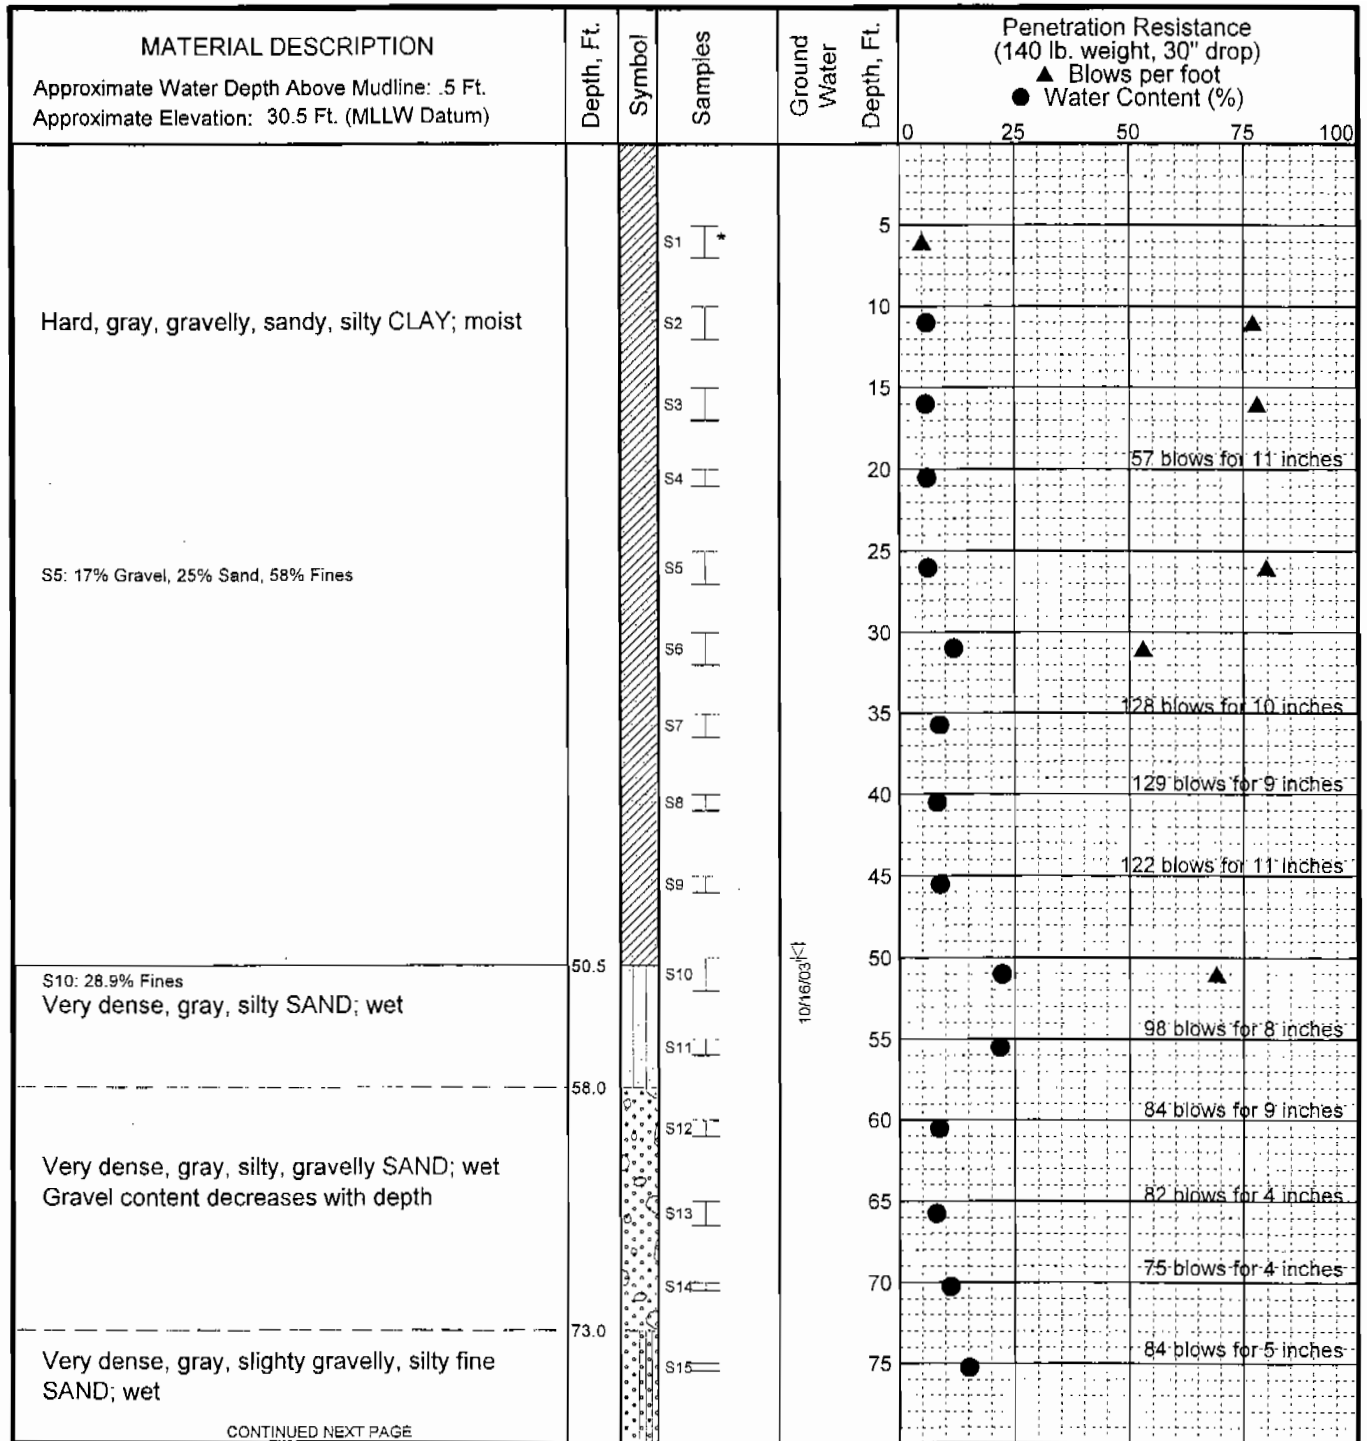 MATERIAL DESCRIPTION
Approximate Water Depth Above Mudline: .5 Ft.
Approximate Elevation: 30.5 Ft. (MLLW Datum)
Depth, Ft.
Symbol
Samples
Ground Water
Depth, Ft.
Penetration Resistance
(140 lb. weight, 30" drop)
▲ Blows per foot
● Water Content (%)
0 25 50 75 100
5
S1 *
10
Hard, gray, gravelly, sandy, silty CLAY; moist
S2
15
S3
57 blows for 11 inches
20
S4
25
S5: 17% Gravel, 25% Sand, 58% Fines
S5
30
S6
128 blows for 10 inches
35
S7
129 blows for 9 inches
40
S8
122 blows for 11 inches
45
S9
10/16/03
50
50.5
S10: 28.9% Fines
S10
Very dense, gray, silty SAND; wet
98 blows for 8 inches
55
S11
58.0
84 blows for 9 inches
60
S12
Very dense, gray, silty, gravelly SAND; wet
Gravel content decreases with depth
82 blows for 4 inches
65
S13
75 blows for 4 inches
70
S14
73.0
84 blows for 5 inches
75
Very dense, gray, slighty gravelly, silty fine
SAND; wet
S15
CONTINUED NEXT PAGE